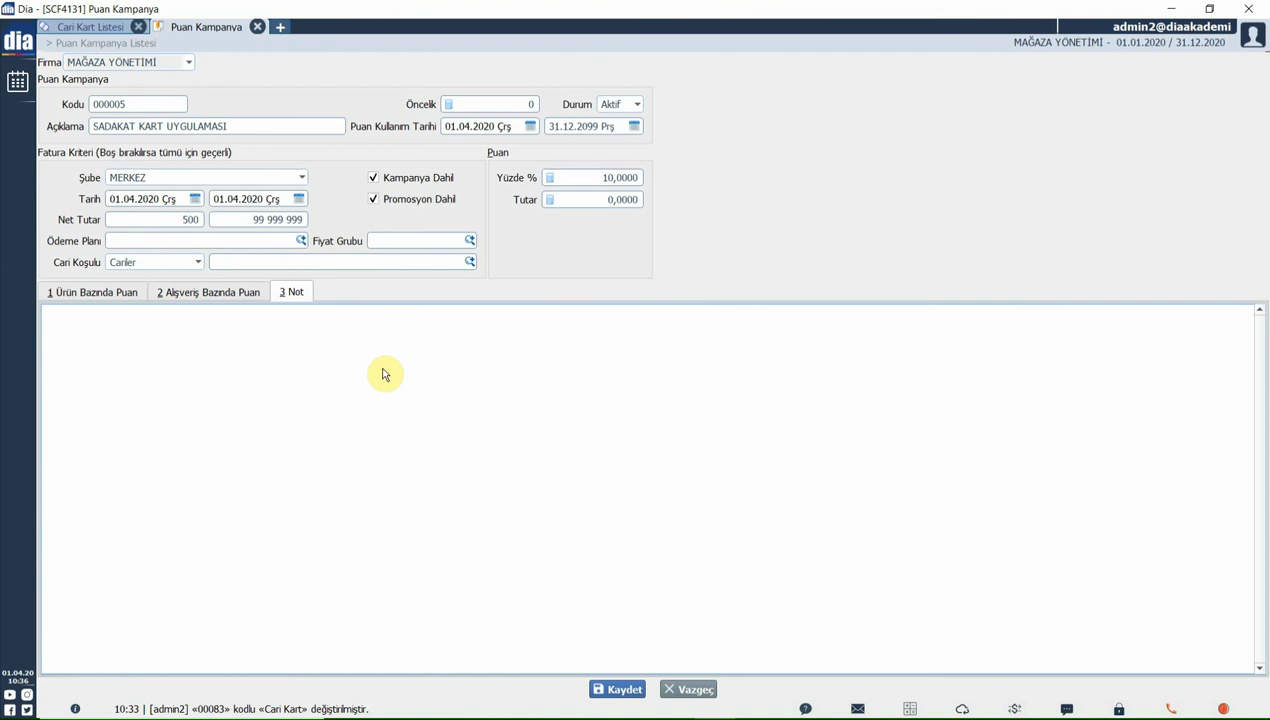 Dia - [SCF4131] Puan Kampanya
dia
Cari Kart Listesi
Puan Kampanya
admin2@diaakademi
> Puan Kampanya Listesi
MAĞAZA YÖNETİMİ - 01.01.2020 / 31.12.2020
Firma MAĞAZA YÖNETİMİ
Puan Kampanya
Kodu 000005 Öncelik 0 Durum Aktif
Açıklama SADAKAT KART UYGULAMASI Puan Kullanım Tarihi 01.04.2020 Çrş 31.12.2099 Prş
Fatura Kriteri (Boş bırakılırsa tümü için geçerli) Puan
Şube MERKEZ Kampanya Dahil Yüzde % 10,0000
Tarih 01.04.2020 Çrş 01.04.2020 Çrş Promosyon Dahil Tutar 0,0000
Net Tutar 500 99 999 999
Ödeme Planı Fiyat Grubu
Cari Koşulu Cariler
1 Ürün Bazında Puan 2 Alışveriş Bazında Puan 3 Not
Kaydet Vazgeç
01.04.20
10:36
10:33 | [admin2] «00083» kodlu «Cari Kart» değiştirilmiştir.